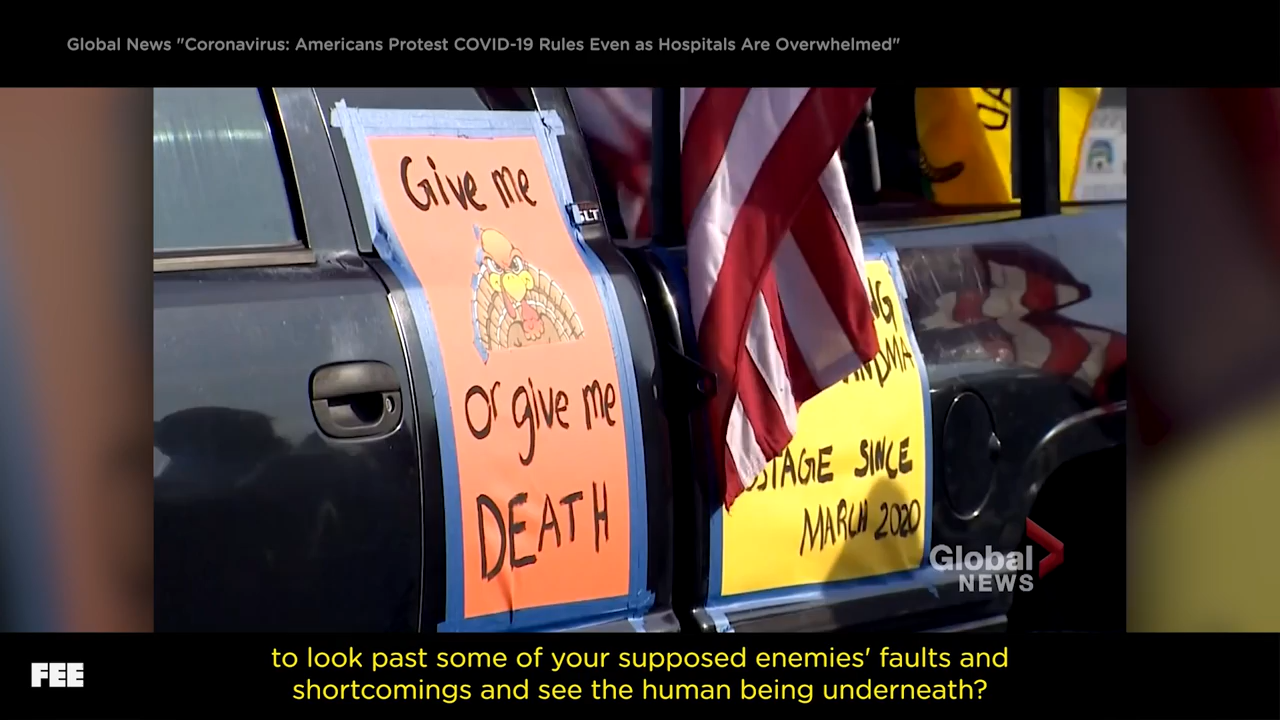 Global News "Coronavirus: Americans Protest COVID-19 Rules Even as Hospitals Are Overwhelmed"
Give me
SLT
or give me
DEATH
SINCE
MARCH 2020
Global
NEWS
FEE
to look past some of your supposed enemies' faults and
shortcomings and see the human being underneath?